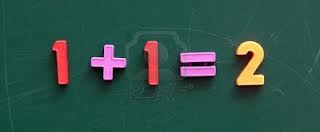 1 + 1 = 2